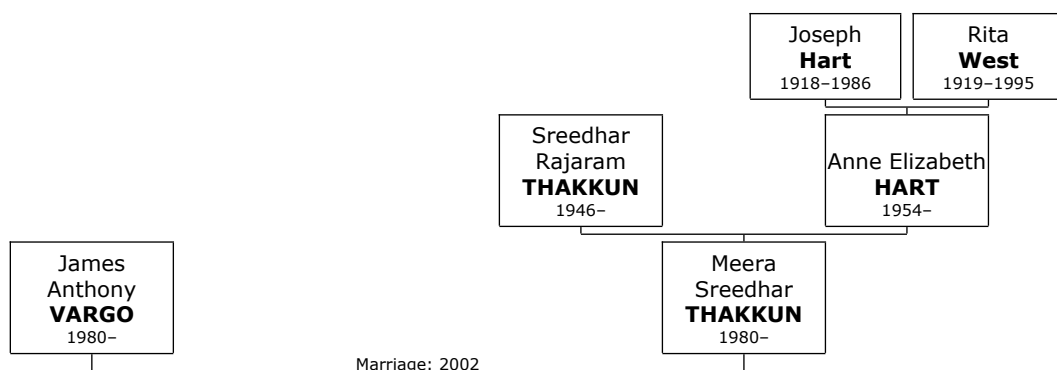 Joseph
Hart
1918–1986
Rita
West
1919–1995
Sreedhar
Rajaram
THAKKUN
1946–
Anne Elizabeth
HART
1954–
James
Anthony
VARGO
1980–
Meera
Sreedhar
THAKKUN
1980–
Marriage: 2002